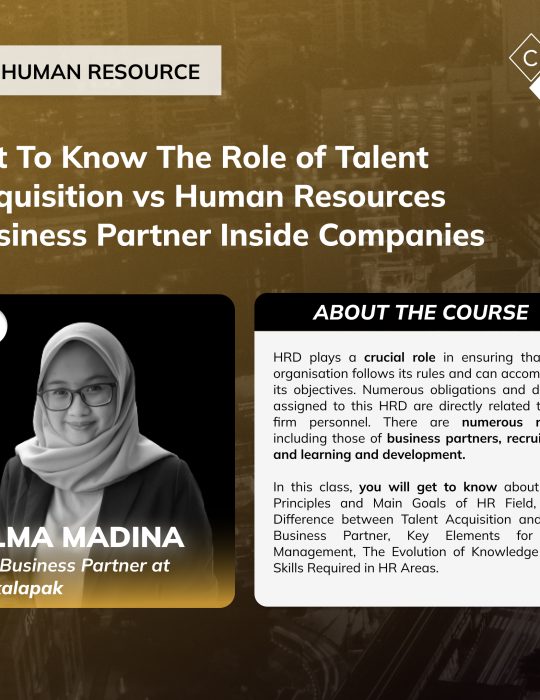 HUMAN RESOURCE
C
t To Know The Role of Talent
quisition vs Human Resources
siness Partner Inside Companies
ABOUT THE COURSE
HRD plays a crucial role in ensuring tha
organisation follows its rules and can accom
its objectives. Numerous obligations and d
assigned to this HRD are directly related t
firm personnel. There are numerous r
including those of business partners, recrui
and learning and development.
In this class, you will get to know about
Principles and Main Goals of HR Field,
Difference between Talent Acquisition and
Business Partner, Key Elements for
Management, The Evolution of Knowledge
Skills Required in HR Areas.
LMA MADINA
Business Partner at
kalapak